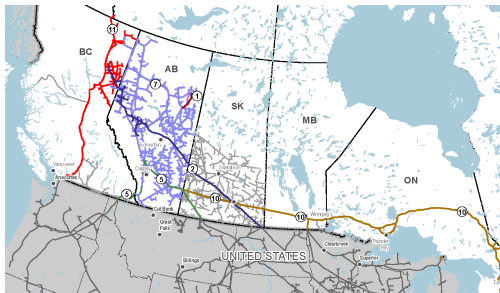 11
BC
AB
7
1
SK
MB
Edmonton
Vancouver
Anacortes
2
5
5
10
ON
Cut Bank
10
Winnipeg
10
Great
Falls
Clearbrook
Thunder
Bay
UNITED STATES
Superior
Billings